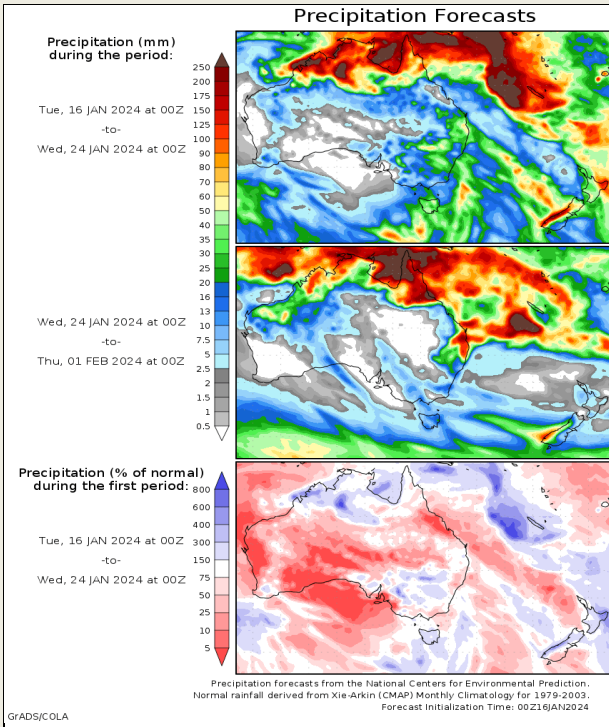 Precipitation Forecasts
Precipitation (mm)
during the period:
Tue, 16 JAN 2024 at 00Z
-to-
Wed, 24 JAN 2024 at 00Z
250
200
175
150
125
100
90
80
70
60
50
40
35
30
25
20
16
13
10
7.5
5
2.5
2
1.5
1
0.5
Wed, 24 JAN 2024 at 00Z
-to-
Thu, 01 FEB 2024 at 00Z
Precipitation (% of normal)
during the first period:
Tue, 16 JAN 2024 at 00Z
-to-
Wed, 24 JAN 2024 at 00Z
800
600
400
300
150
75
50
25
10
5
Precipitation forecasts from the National Centers for Environmental Prediction.
Normal rainfall derived from Xie-Arkin (CMAP) Monthly Climatology for 1979-2003.
Forecast Initialization Time: 00Z16JAN2024
GrADS/COLA